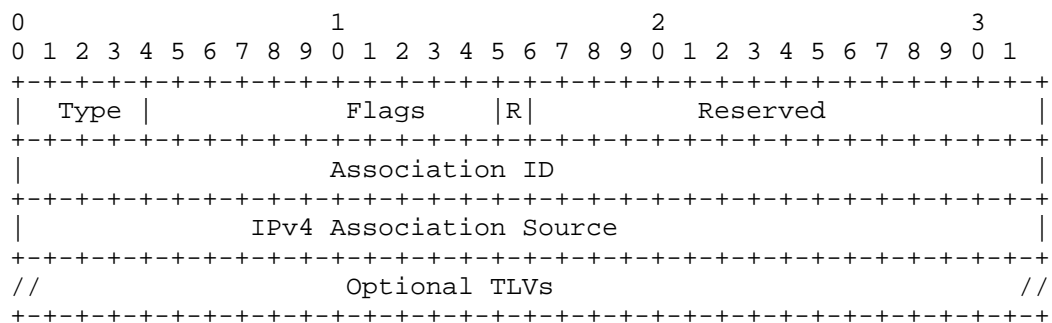 0                   1                   2                   3
0 1 2 3 4 5 6 7 8 9 0 1 2 3 4 5 6 7 8 9 0 1 2 3 4 5 6 7 8 9 0 1
+-+-+-+-+-+-+-+-+-+-+-+-+-+-+-+-+-+-+-+-+-+-+-+-+-+-+-+-+-+-+-+-+
|  Type |            Flags    |R|          Reserved             |
+-+-+-+-+-+-+-+-+-+-+-+-+-+-+-+-+-+-+-+-+-+-+-+-+-+-+-+-+-+-+-+-+
|                   Association ID                              |
+-+-+-+-+-+-+-+-+-+-+-+-+-+-+-+-+-+-+-+-+-+-+-+-+-+-+-+-+-+-+-+-+
|              IPv4 Association Source                          |
+-+-+-+-+-+-+-+-+-+-+-+-+-+-+-+-+-+-+-+-+-+-+-+-+-+-+-+-+-+-+-+-+
//                   Optional TLVs                             //
+-+-+-+-+-+-+-+-+-+-+-+-+-+-+-+-+-+-+-+-+-+-+-+-+-+-+-+-+-+-+-+-+